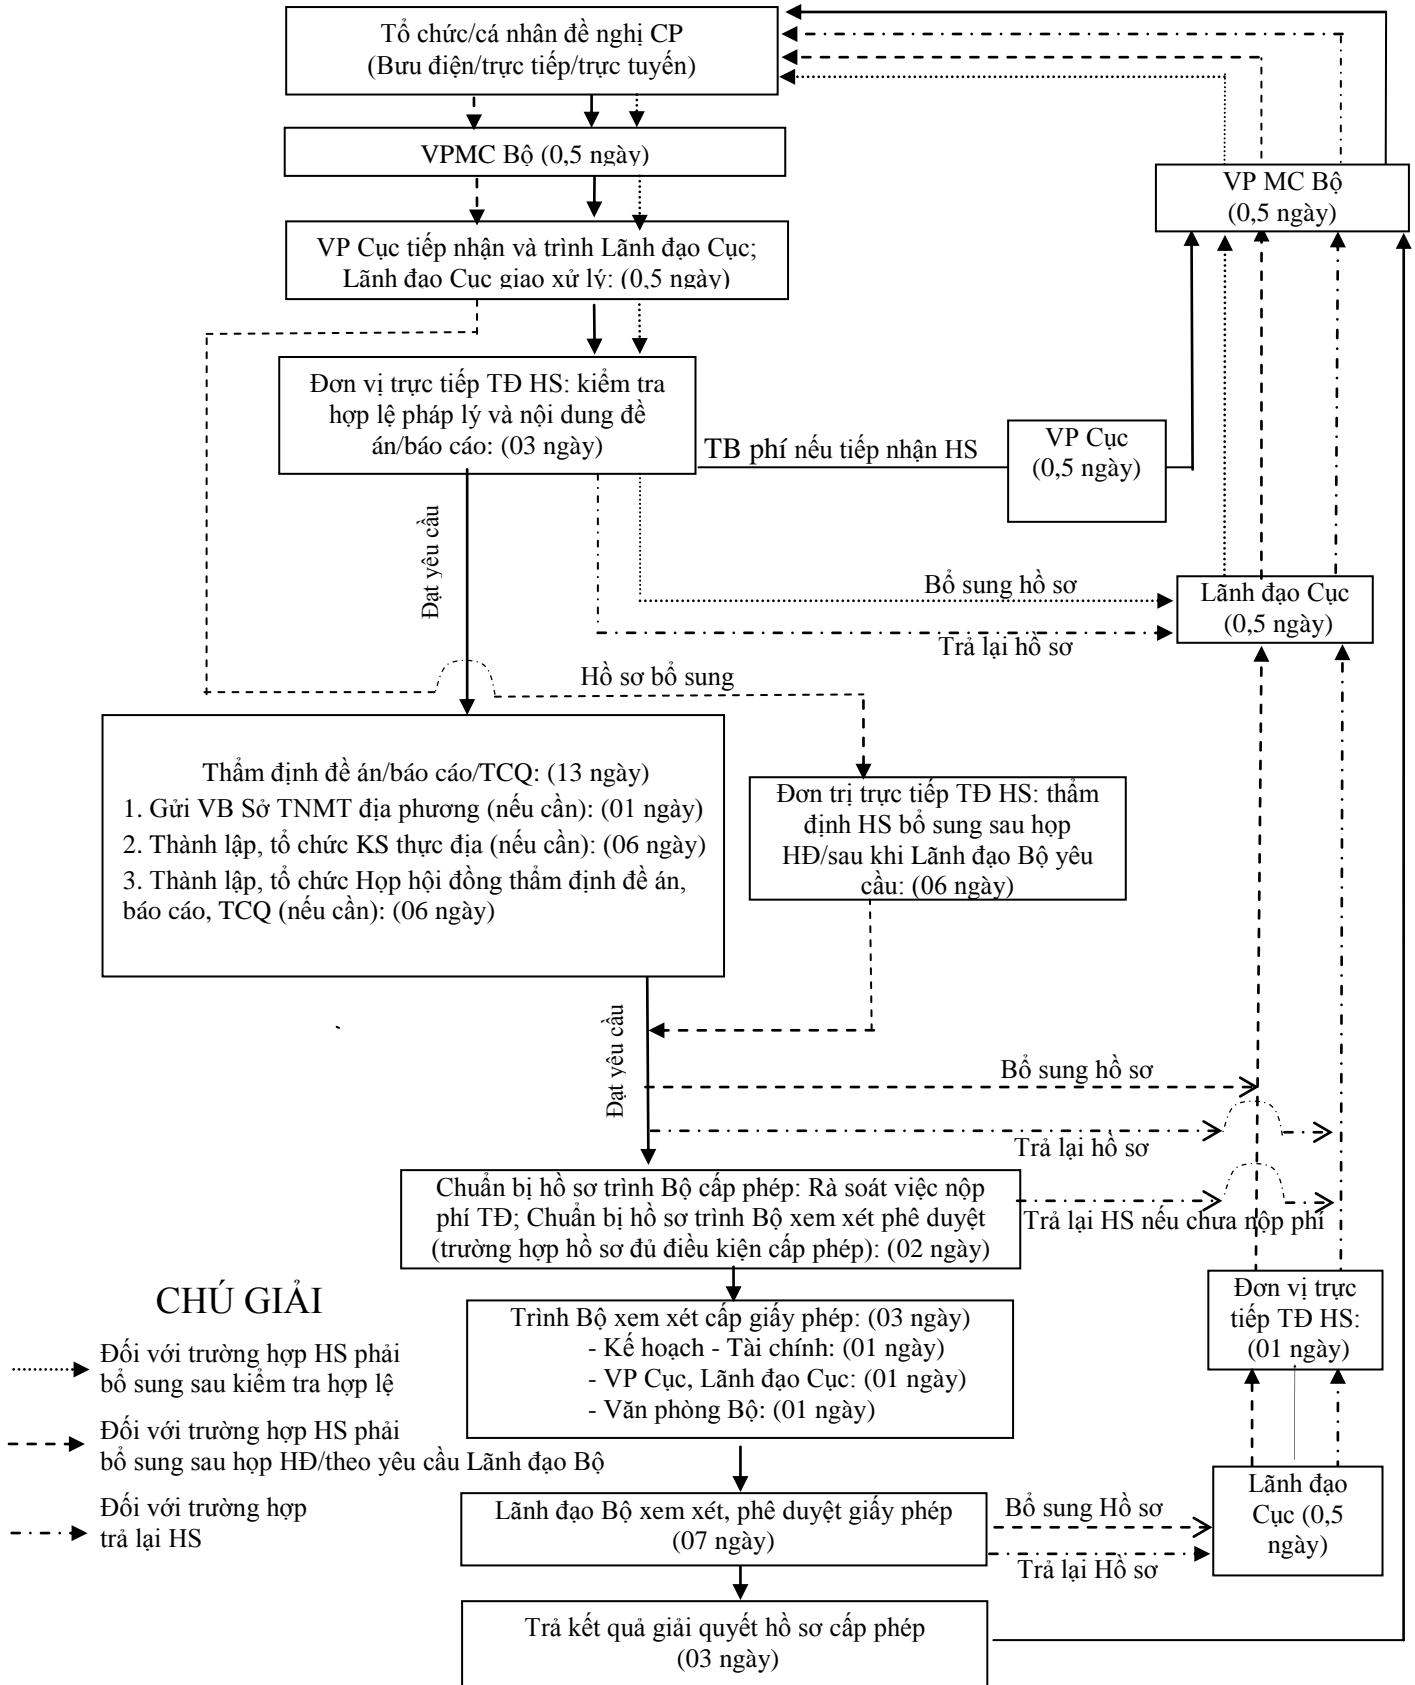 Tổ chức/cá nhân đề nghị CP
(Bưu điện/trực tiếp/trực tuyến)
VPMC Bộ (0,5 ngày)
VP MC Bộ
(0,5 ngày)
VP Cục tiếp nhận và trình Lãnh đạo Cục;
Lãnh đạo Cục giao xử lý: (0,5 ngày)
Đơn vị trực tiếp TĐ HS: kiểm tra
hợp lệ pháp lý và nội dung đề
án/báo cáo: (03 ngày)
TB phí nếu tiếp nhận HS
VP Cục
(0,5 ngày)
Đạt yêu cầu
Bổ sung hồ sơ
Trả lại hồ sơ
Lãnh đạo Cục
(0,5 ngày)
Hồ sơ bổ sung
Thẩm định đề án/báo cáo/TCQ: (13 ngày)
1. Gửi VB Sở TNMT địa phương (nếu cần): (01 ngày)
2. Thành lập, tổ chức KS thực địa (nếu cần): (06 ngày)
3. Thành lập, tổ chức Họp hội đồng thẩm định đề án,
báo cáo, TCQ (nếu cần): (06 ngày)
Đơn trị trực tiếp TĐ HS: thẩm
định HS bổ sung sau họp
HĐ/sau khi Lãnh đạo Bộ yêu
cầu: (06 ngày)
Đạt yêu cầu
Bổ sung hồ sơ
Trả lại hồ sơ
Chuẩn bị hồ sơ trình Bộ cấp phép: Rà soát việc nộp
phí TĐ; Chuẩn bị hồ sơ trình Bộ xem xét phê duyệt
(trường hợp hồ sơ đủ điều kiện cấp phép): (02 ngày)
Trả lại HS nếu chưa nộp phí
Đơn vị trực
tiếp TĐ HS:
(01 ngày)
Trình Bộ xem xét cấp giấy phép: (03 ngày)
- Kế hoạch - Tài chính: (01 ngày)
- VP Cục, Lãnh đạo Cục: (01 ngày)
- Văn phòng Bộ: (01 ngày)
Lãnh đạo Bộ xem xét, phê duyệt giấy phép
(07 ngày)
Bổ sung Hồ sơ
Trả lại Hồ sơ
Lãnh đạo
Cục (0,5
ngày)
Trả kết quả giải quyết hồ sơ cấp phép
(03 ngày)
CHÚ GIẢI
Đối với trường hợp HS phải
bổ sung sau kiểm tra hợp lệ
Đối với trường hợp HS phải
bổ sung sau họp HĐ/theo yêu cầu Lãnh đạo Bộ
Đối với trường hợp
trả lại HS